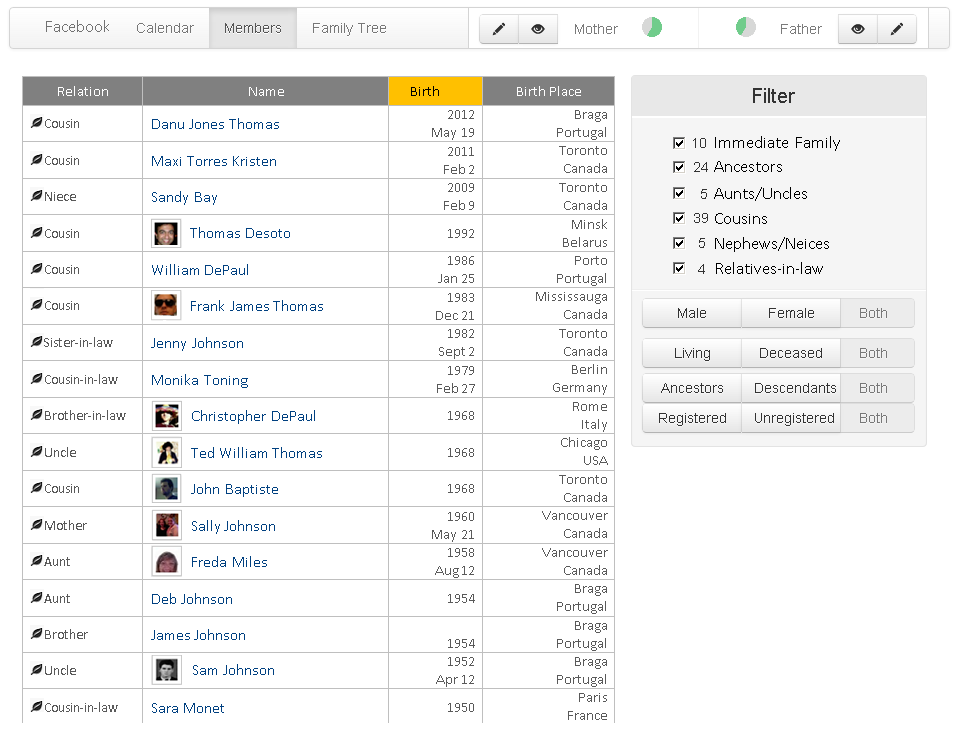 Facebook Calendar Members Family Tree Mother Father
Relation Name Birth Birth Place
Cousin Danu Jones Thomas 2012 May 19 Braga Portugal
Cousin Maxi Torres Kristen 2011 Feb 2 Toronto Canada
Niece Sandy Bay 2009 Feb 9 Toronto Canada
Cousin Thomas Desoto 1992 Minsk Belarus
Cousin William DePaul 1986 Jan 25 Porto Portugal
Cousin Frank James Thomas 1983 Dec 21 Mississauga Canada
Sister-in-law Jenny Johnson 1982 Sept 2 Toronto Canada
Cousin-in-law Monika Toning 1979 Feb 27 Berlin Germany
Brother-in-law Christopher DePaul 1968 Rome Italy
Uncle Ted William Thomas 1968 Chicago USA
Cousin John Baptiste 1968 Toronto Canada
Mother Sally Johnson 1960 May 21 Vancouver Canada
Aunt Freda Miles 1958 Aug 12 Vancouver Canada
Aunt Deb Johnson 1954 Braga Portugal
Brother James Johnson 1954 Braga Portugal
Uncle Sam Johnson 1952 Apr 12 Braga Portugal
Cousin-in-law Sara Monet 1950 Paris France
Filter
10 Immediate Family
24 Ancestors
5 Aunts/Uncles
39 Cousins
5 Nephews/Neices
4 Relatives-in-law
Male Female Both
Living Deceased Both
Ancestors Descendants Both
Registered Unregistered Both